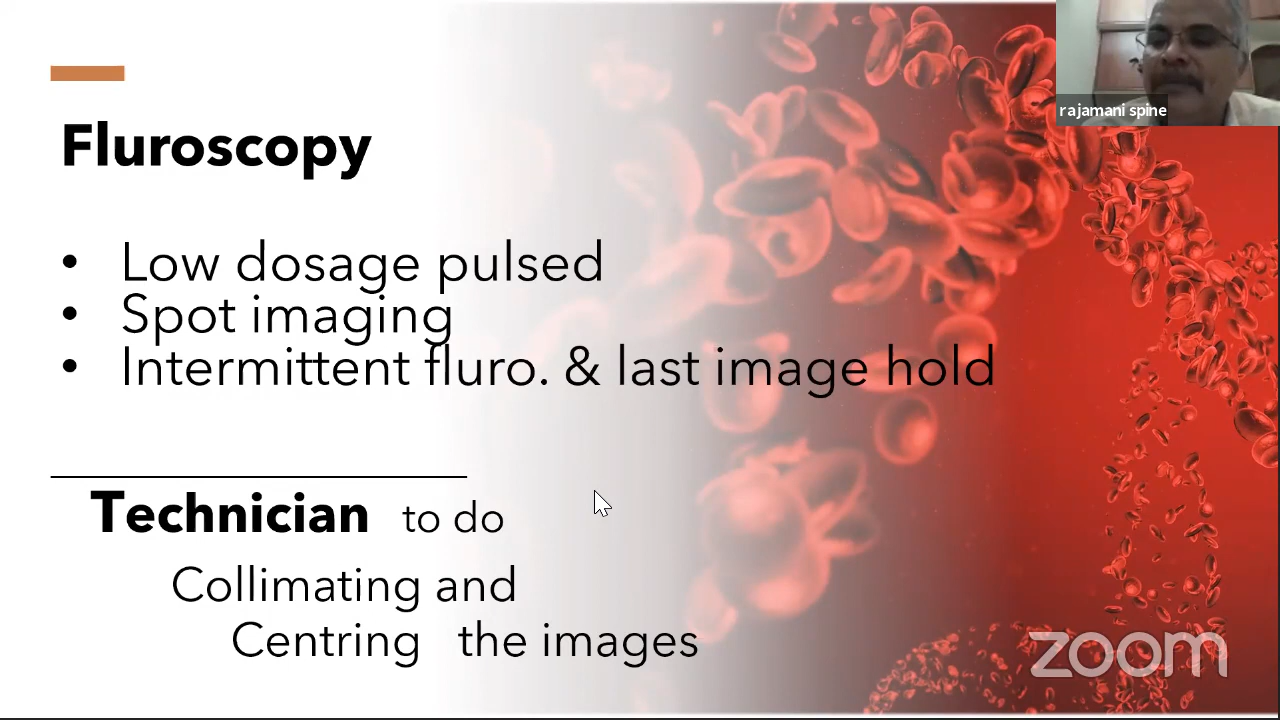 rajamani spine
Fluroscopy
• Low dosage pulsed
• Spot imaging
• Intermittent fluro. & last image hold
Technician to do
Collimating and
Centring the images
zoom